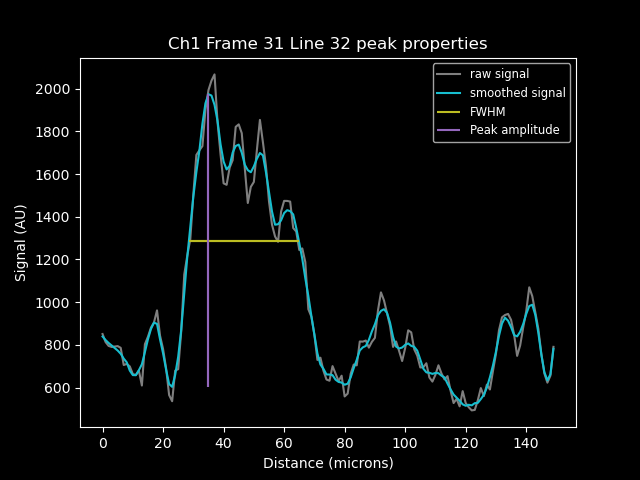 Ch1 Frame 31 Line 32 peak properties
raw signal
smoothed signal
FWHM
Peak amplitude
Signal (AU)
2000
1800
1600
1400
1200
1000
800
600
0 20 40 60 80 100 120 140
Distance (microns)